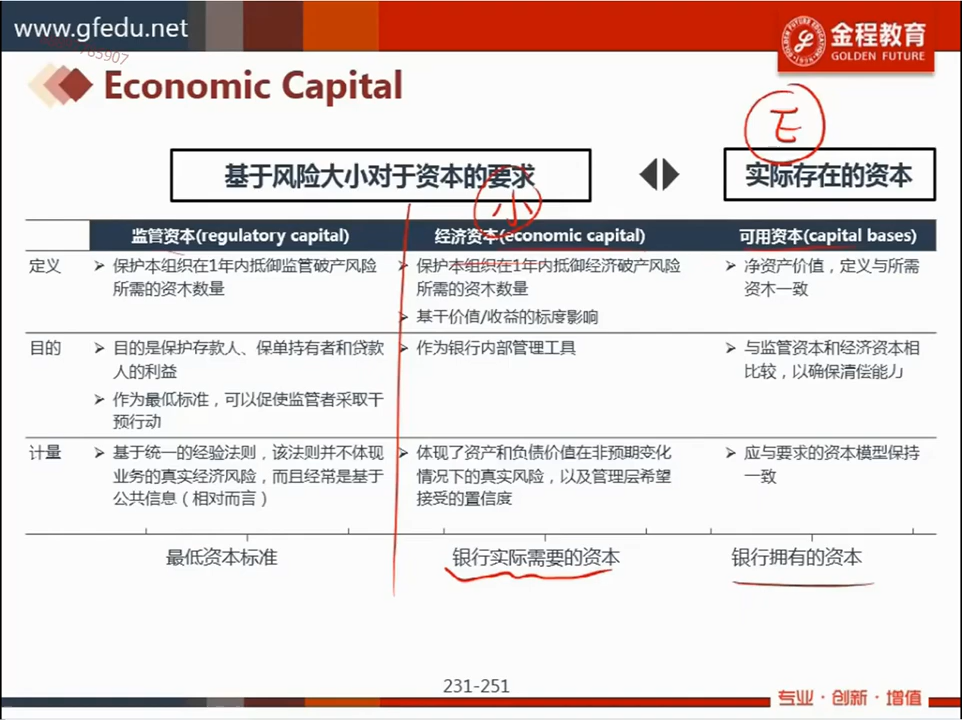 www.gfedu.net
金程教育
GOLDEN FUTURE
Economic Capital
E
基于风险大小对于资本的要求
实际存在的资本
小
监管资本(regulatory capital)
经济资本(economic capital)
可用资本(capital bases)
定义
保护本组织在1年内抵御监管破产风险
所需的资本数量
保护本组织在1年内抵御经济破产风险
所需的资本数量
基于价值/收益的标度影响
净资产价值，定义与所需
资本一致
目的
目的是保护存款人、保单持有者和贷款
人的利益
作为最低标准，可以促使监管者采取干
预行动
作为银行内部管理工具
与监管资本和经济资本相
比较，以确保清偿能力
计量
基于统一的经验法则，该法则并不体现
业务的真实经济风险，而且经常是基于
公共信息（相对而言）
体现了资产和负债价值在非预期变化
情况下的真实风险，以及管理层希望
接受的置信度
应与要求的资本模型保持
一致
最低资本标准
银行实际需要的资本
银行拥有的资本
231-251
专业·创新·增值